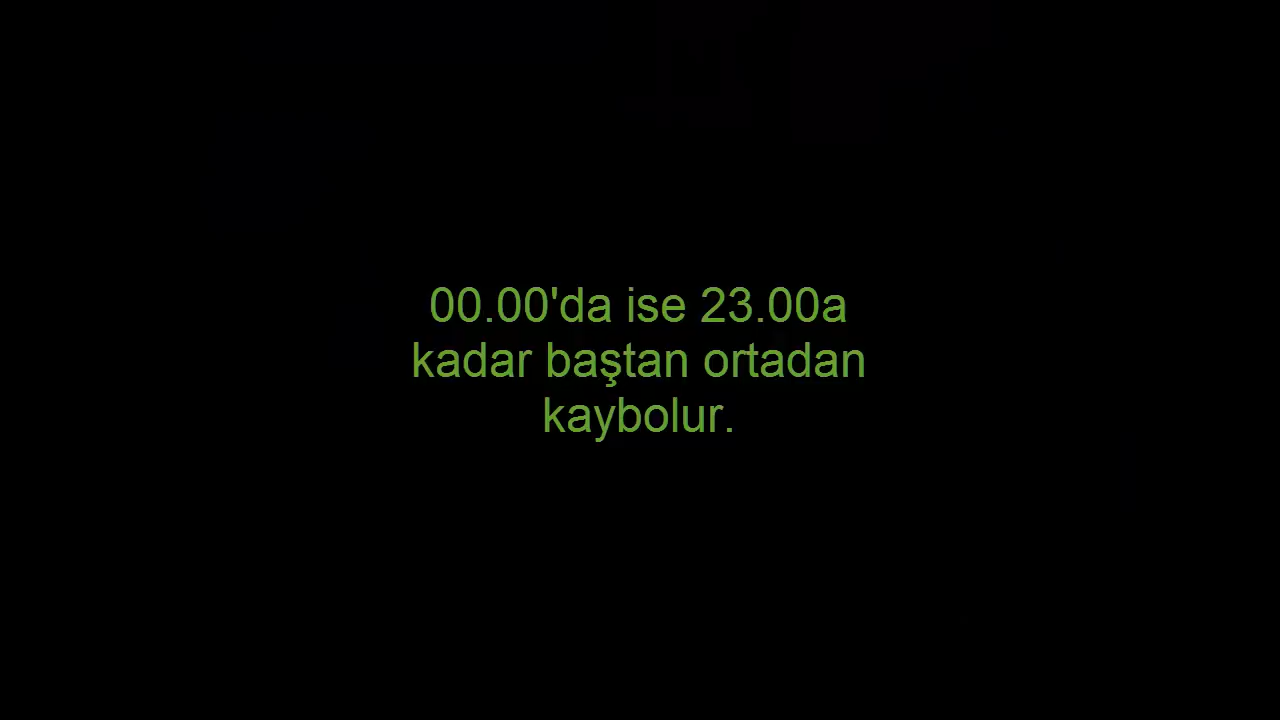 00.00'da ise 23.00a
kadar baştan ortadan
kaybolur.